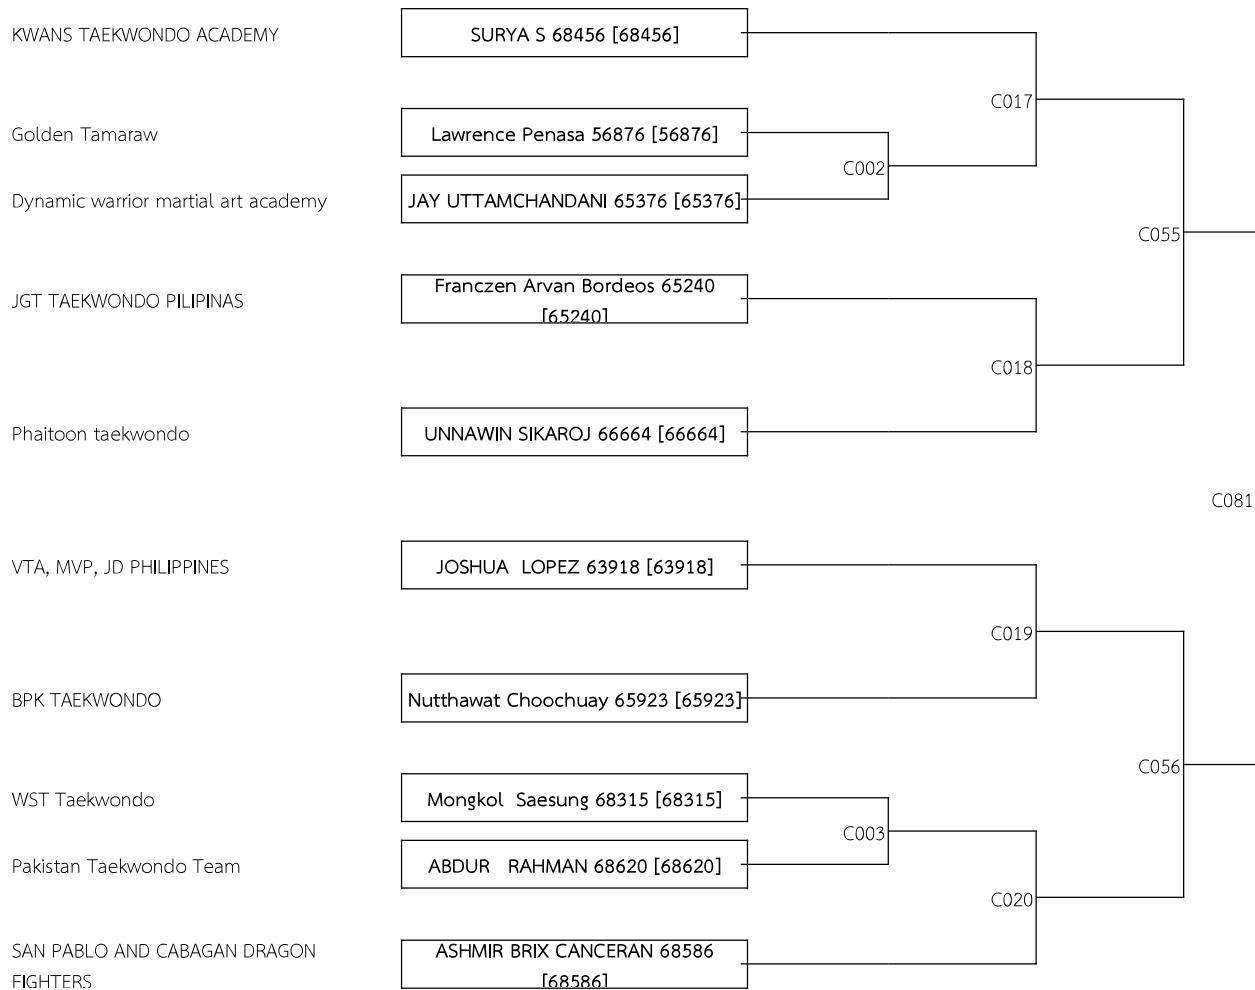 KWANS TAEKWONDO ACADEMY
SURYA S 68456 [68456]
C017
Golden Tamaraw
Lawrence Penasa 56876 [56876]
C002
Dynamic warrior martial art academy
JAY UTTAMCHANDANI 65376 [65376]
C055
JGT TAEKWONDO PILIPINAS
Franczen Arvan Bordeos 65240
[65240]
C018
Phaitoon taekwondo
UNNAWIN SIKAROJ 66664 [66664]
C081
VTA, MVP, JD PHILIPPINES
JOSHUA  LOPEZ 63918 [63918]
C019
BPK TAEKWONDO
Nutthawat Choochuay 65923 [65923]
C056
WST Taekwondo
Mongkol  Saesung 68315 [68315]
C003
Pakistan Taekwondo Team
ABDUR   RAHMAN 68620 [68620]
C020
SAN PABLO AND CABAGAN DRAGON
FIGHTERS
ASHMIR BRIX CANCERAN 68586
[68586]